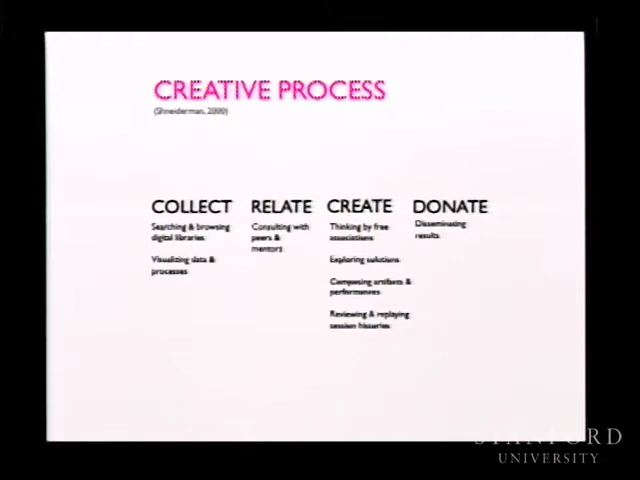 CREATIVE PROCESS
(Shneiderman, 2000)
COLLECT
Searching & browsing
digital libraries
Visualizing data &
processes
RELATE
Consulting with
peers &
mentors
CREATE
Thinking by free
associations
Exploring solutions
Composing artifacts &
performances
Reviewing & replaying
session histories
DONATE
Disseminating
results
STANFORD
UNIVERSITY